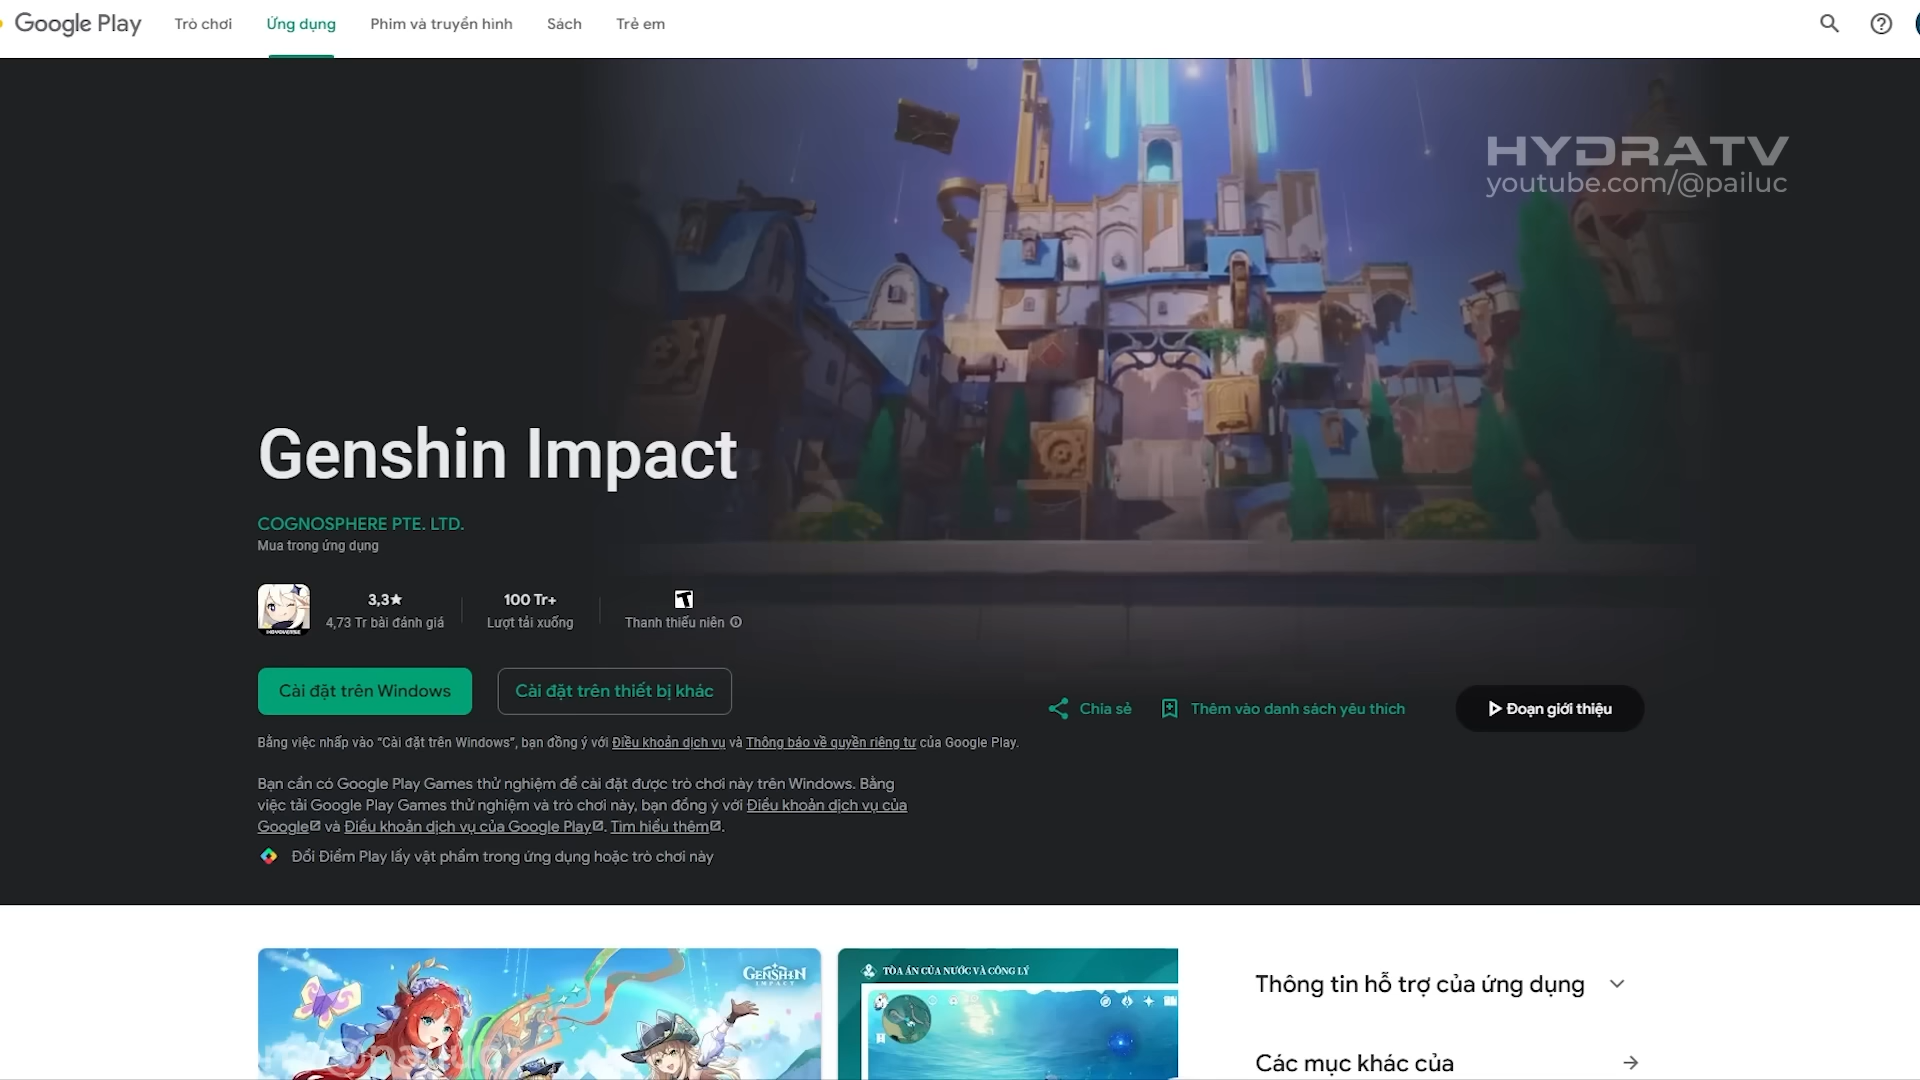 Google Play
Trò chơi
Ứng dụng
Phim và truyền hình
Sách
Trẻ em
HYDRATV
youtube.com/@pailuc
Genshin Impact
COGNOSPHERE PTE. LTD.
Mua trong ứng dụng
3,3★
4,73 Tr bài đánh giá
100 Tr+
Lượt tải xuống
T
Thanh thiếu niên
HOYOVERSE
Cài đặt trên Windows
Cài đặt trên thiết bị khác
Chia sẻ
Thêm vào danh sách yêu thích
Đoạn giới thiệu
Bằng việc nhấp vào “Cài đặt trên Windows”, bạn đồng ý với Điều khoản dịch vụ và Thông báo về quyền riêng tư của Google Play.
Bạn cần có Google Play Games thử nghiệm để cài đặt được trò chơi này trên Windows. Bằng
việc tải Google Play Games thử nghiệm và trò chơi này, bạn đồng ý với Điều khoản dịch vụ của
Google và Điều khoản dịch vụ của Google Play. Tìm hiểu thêm.
Đổi Điểm Play lấy vật phẩm trong ứng dụng hoặc trò chơi này
GENSHIN
IMPACT
TÒA ÁN CỦA NƯỚC VÀ CÔNG LÝ
@pailuc
Thông tin hỗ trợ của ứng dụng
Các mục khác của